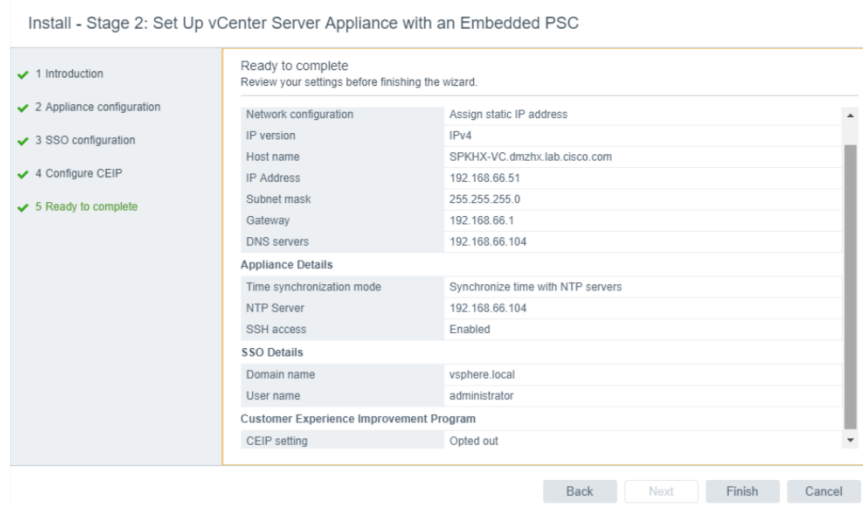 Install - Stage 2: Set Up vCenter Server Appliance with an Embedded PSC
1 Introduction
2 Appliance configuration
3 SSO configuration
4 Configure CEIP
5 Ready to complete
Ready to complete
Review your settings before finishing the wizard.
Network configuration Assign static IP address
IP version IPv4
Host name SPKHX-VC.dmzhx.lab.cisco.com
IP Address 192.168.66.51
Subnet mask 255.255.255.0
Gateway 192.168.66.1
DNS servers 192.168.66.104
Appliance Details
Time synchronization mode Synchronize time with NTP servers
NTP Server 192.168.66.104
SSH access Enabled
SSO Details
Domain name vsphere.local
User name administrator
Customer Experience Improvement Program
CEIP setting Opted out
Back Next Finish Cancel